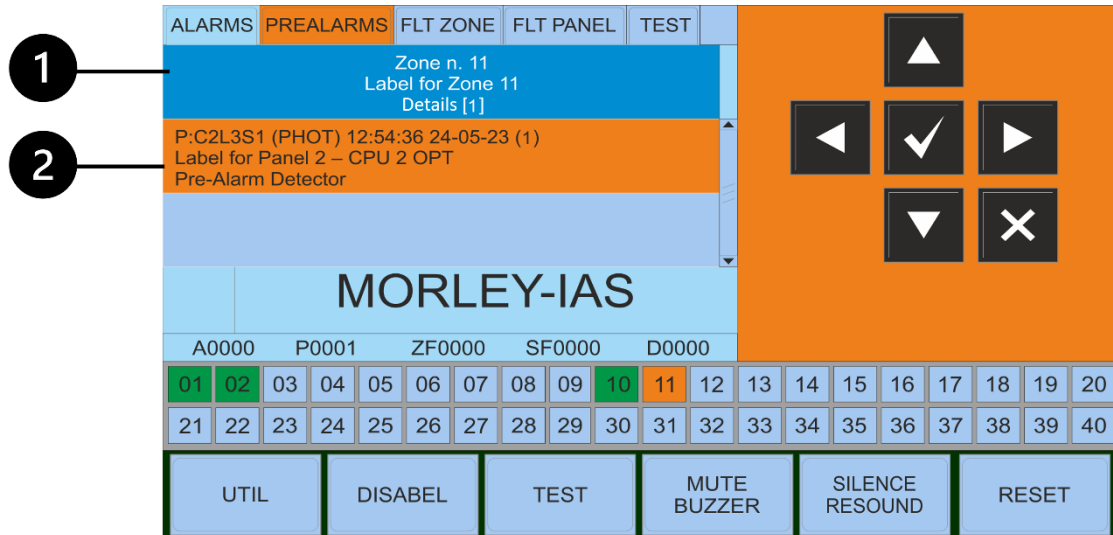 ALARMS PREALARMS FLT ZONE FLT PANEL TEST
1
Zone n. 11
Label for Zone 11
Details [1]
2
P:C2L3S1 (PHOT) 12:54:36 24-05-23 (1)
Label for Panel 2 – CPU 2 OPT
Pre-Alarm Detector
MORLEY-IAS
A0000 P0001 ZF0000 SF0000 D0000
01 02 03 04 05 06 07 08 09 10 11 12 13 14 15 16 17 18 19 20
21 22 23 24 25 26 27 28 29 30 31 32 33 34 35 36 37 38 39 40
UTIL DISABEL TEST MUTE BUZZER SILENCE RESOUND RESET